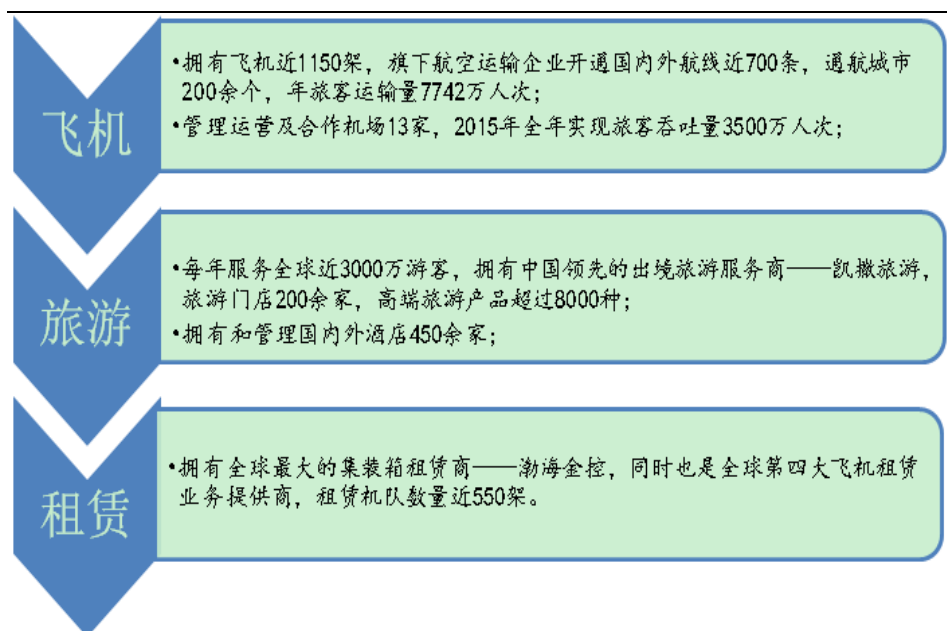 飞机
•拥有飞机近1150架，旗下航空运输企业开通国内外航线近700条，通航城市
200余个，年旅客运输量7742万人次；
•管理运营及合作机场13家，2015年全年实现旅客吞吐量3500万人次；
旅游
•每年服务全球近3000万游客，拥有中国领先的出境旅游服务商——凯撒旅游，
旅游门店200余家，高端旅游产品超过8000种；
•拥有和管理国内外酒店450余家；
租赁
•拥有全球最大的集装箱租赁商——渤海金控，同时也是全球第四大飞机租赁
业务提供商，租赁机队数量近550架。